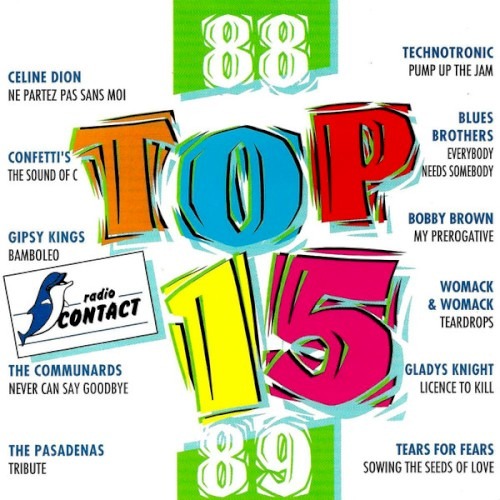 88
TOP
15
89
CELINE DION
NE PARTEZ PAS SANS MOI
CONFETTI'S
THE SOUND OF C
GIPSY KINGS
BAMBOLEO
radio
CONTACT
THE COMMUNARDS
NEVER CAN SAY GOODBYE
THE PASADENAS
TRIBUTE
TECHNOTRONIC
PUMP UP THE JAM
BLUES
BROTHERS
EVERYBODY
NEEDS SOMEBODY
BOBBY BROWN
MY PREROGATIVE
WOMACK
& WOMACK
TEARDROPS
GLADYS KNIGHT
LICENCE TO KILL
TEARS FOR FEARS
SOWING THE SEEDS OF LOVE